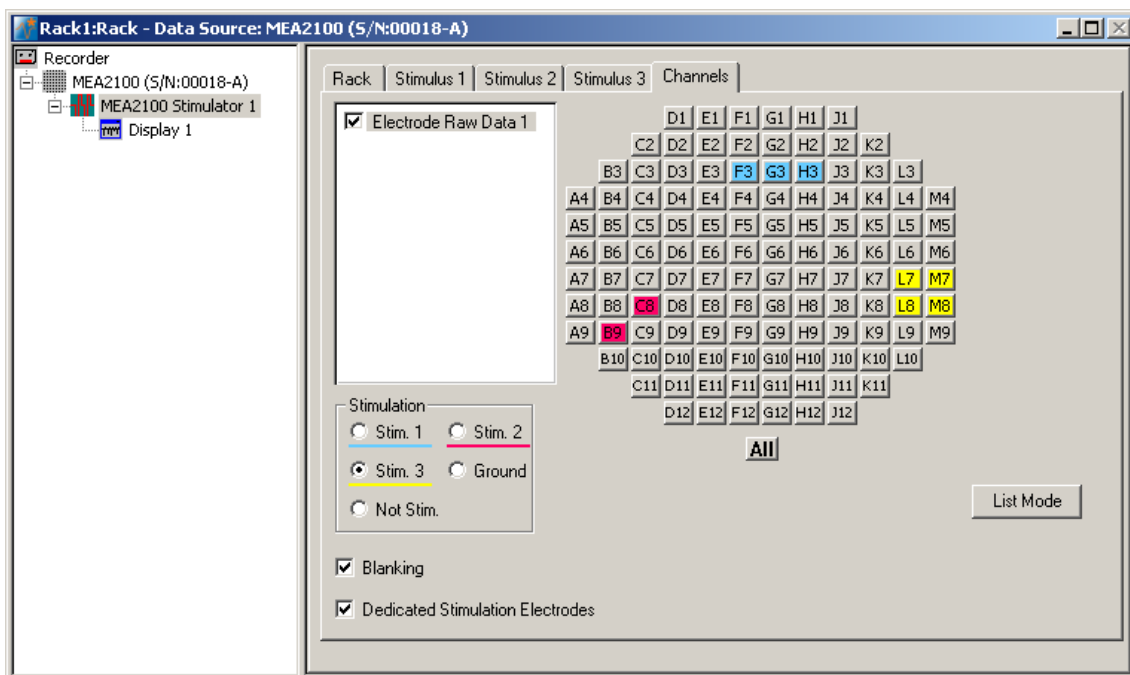 Rack1:Rack - Data Source: MEA2100 (S/N:00018-A)
Recorder
MEA2100 (S/N:00018-A)
MEA2100 Stimulator 1
Display 1
Rack Stimulus 1 Stimulus 2 Stimulus 3 Channels
Electrode Raw Data 1
D1 E1 F1 G1 H1 J1
C2 D2 E2 F2 G2 H2 J2 K2
B3 C3 D3 E3 F3 G3 H3 J3 K3 L3
A4 B4 C4 D4 E4 F4 G4 H4 J4 K4 L4 M4
A5 B5 C5 D5 E5 F5 G5 H5 J5 K5 L5 M5
A6 B6 C6 D6 E6 F6 G6 H6 J6 K6 L6 M6
A7 B7 C7 D7 E7 F7 G7 H7 J7 K7 L7 M7
A8 B8 C8 D8 E8 F8 G8 H8 J8 K8 L8 M8
A9 B9 C9 D9 E9 F9 G9 H9 J9 K9 L9 M9
B10 C10 D10 E10 F10 G10 H10 J10 K10 L10
C11 D11 E11 F11 G11 H11 J11 K11
D12 E12 F12 G12 H12 J12
All
Stimulation
Stim. 1 Stim. 2
Stim. 3 Ground
Not Stim.
List Mode
Blanking
Dedicated Stimulation Electrodes